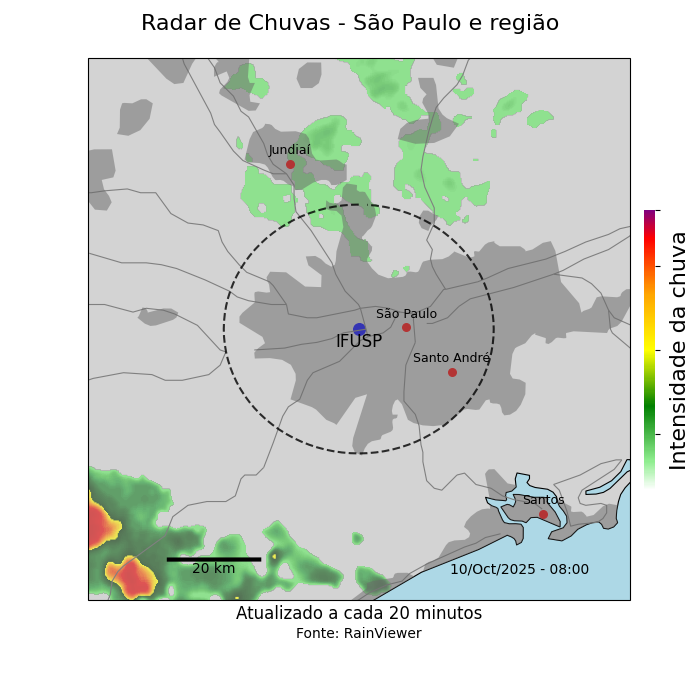 Radar de Chuvas - São Paulo e região
Jundiaí
São Paulo
IFUSP
Santo André
Santos
20 km
10/Oct/2025 - 08:00
Intensidade da chuva
Atualizado a cada 20 minutos
Fonte: RainViewer